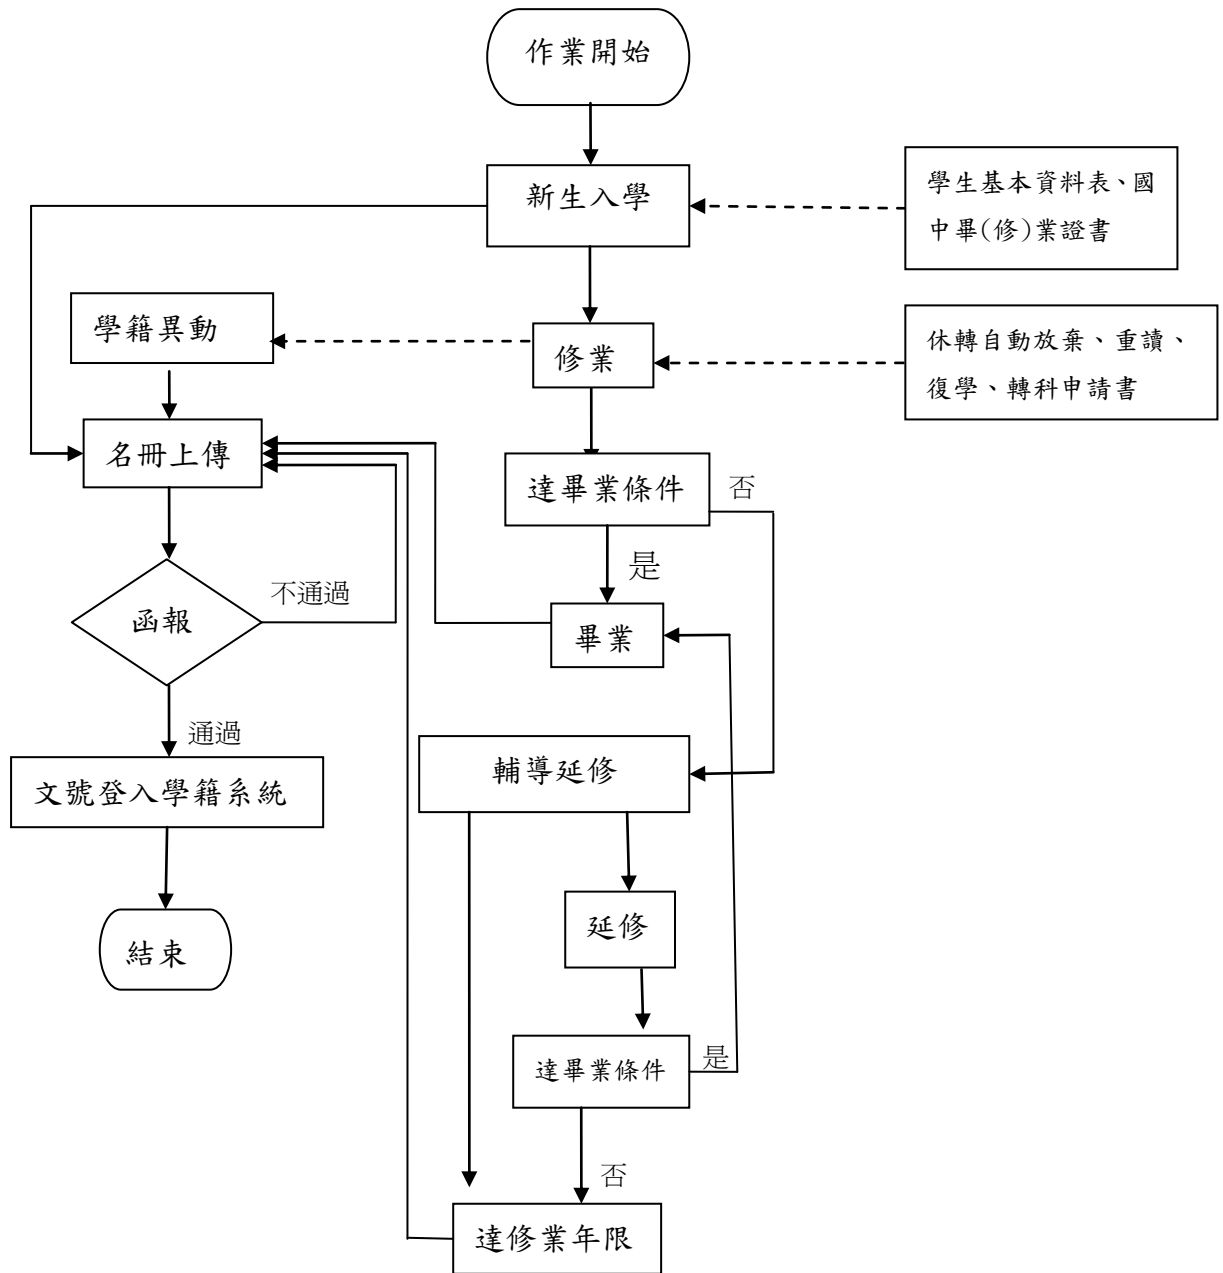 作業開始
新生入學
學生基本資料表、國
中畢(修)業證書
學籍異動
修業
休轉自動放棄、重讀、
復學、轉科申請書
名冊上傳
達畢業條件
否
是
不通過
函報
畢業
通過
輔導延修
文號登入學籍系統
延修
結束
達畢業條件
是
否
達修業年限